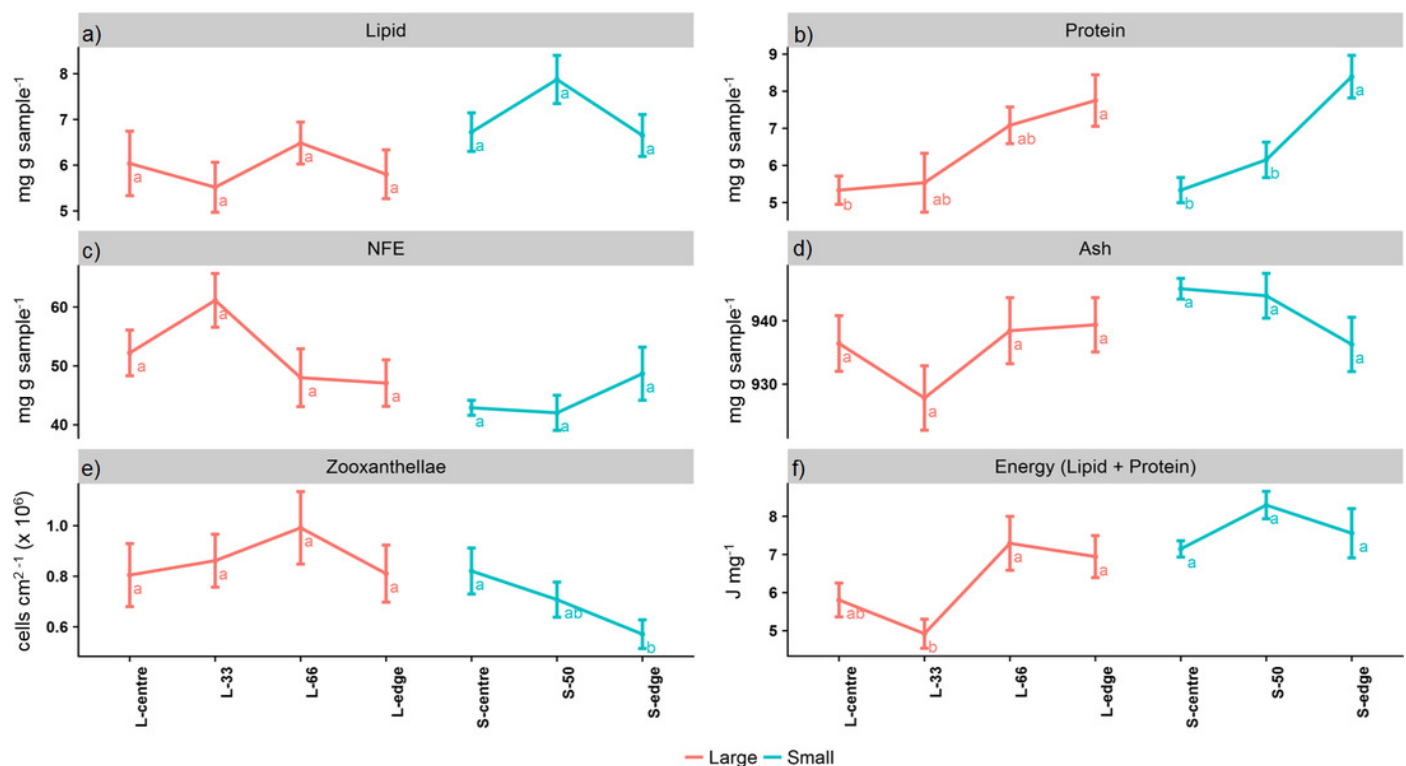 a) Lipid
mg g sample⁻¹
8
7
6
5
a
a
a
a
a
a
a
b) Protein
mg g sample⁻¹
9
8
7
6
5
b
ab
ab
a
b
b
a
c) NFE
mg g sample⁻¹
60
50
40
a
a
a
a
a
a
a
d) Ash
mg g sample⁻¹
940
930
a
a
a
a
a
a
a
e) Zooxanthellae
cells cm² ⁻¹ (x 10⁶)
1.0
0.8
0.6
a
a
a
a
a
ab
b
L-centre
L-33
L-66
L-edge
S-centre
S-50
S-edge
f) Energy (Lipid + Protein)
J mg⁻¹
8
7
6
5
ab
b
a
a
a
a
a
L-centre
L-33
L-66
L-edge
S-centre
S-50
S-edge
Large Small